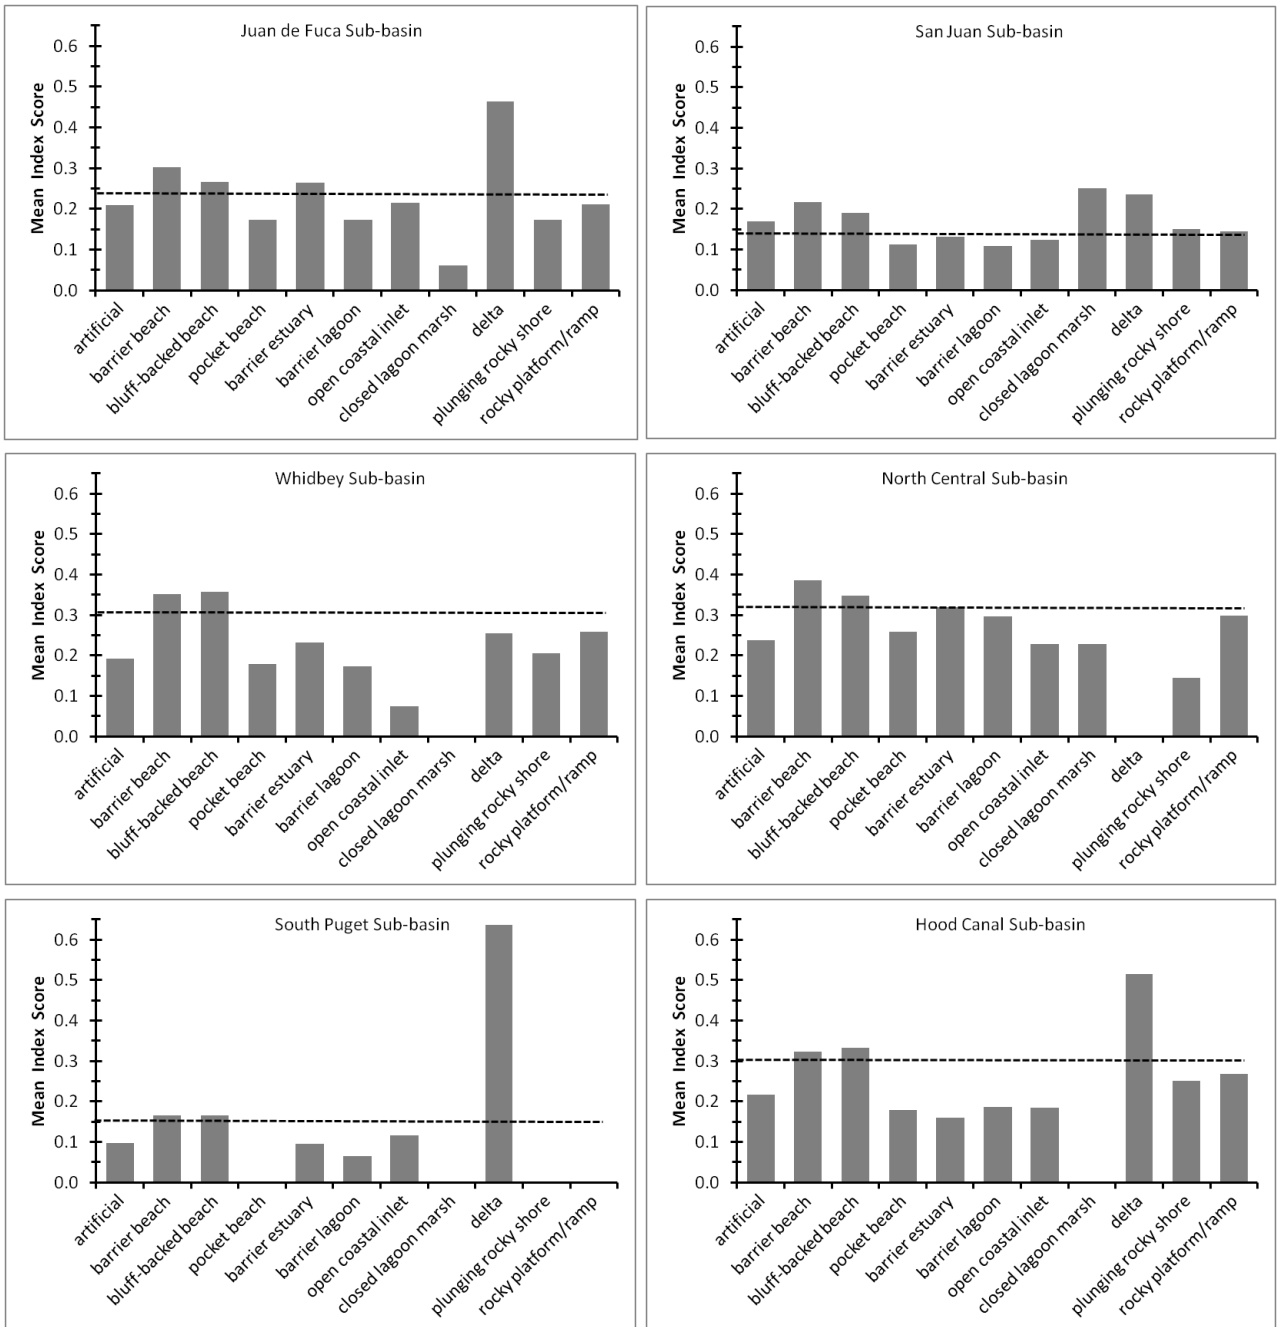 Juan de Fuca Sub-basin
Mean Index Score
0.6
0.5
0.4
0.3
0.2
0.1
0.0
artificial
barrier beach
bluff-backed beach
pocket beach
barrier estuary
barrier lagoon
open coastal inlet
closed lagoon marsh
delta
plunging rocky shore
rocky platform/ramp
San Juan Sub-basin
Mean Index Score
0.6
0.5
0.4
0.3
0.2
0.1
0.0
artificial
barrier beach
bluff-backed beach
pocket beach
barrier estuary
barrier lagoon
open coastal inlet
closed lagoon marsh
delta
plunging rocky shore
rocky platform/ramp
Whidbey Sub-basin
Mean Index Score
0.6
0.5
0.4
0.3
0.2
0.1
0.0
artificial
barrier beach
bluff-backed beach
pocket beach
barrier estuary
barrier lagoon
open coastal inlet
closed lagoon marsh
delta
plunging rocky shore
rocky platform/ramp
North Central Sub-basin
Mean Index Score
0.6
0.5
0.4
0.3
0.2
0.1
0.0
artificial
barrier beach
bluff-backed beach
pocket beach
barrier estuary
barrier lagoon
open coastal inlet
closed lagoon marsh
delta
plunging rocky shore
rocky platform/ramp
South Puget Sub-basin
Mean Index Score
0.6
0.5
0.4
0.3
0.2
0.1
0.0
artificial
barrier beach
bluff-backed beach
pocket beach
barrier estuary
barrier lagoon
open coastal inlet
closed lagoon marsh
delta
plunging rocky shore
rocky platform/ramp
Hood Canal Sub-basin
Mean Index Score
0.6
0.5
0.4
0.3
0.2
0.1
0.0
artificial
barrier beach
bluff-backed beach
pocket beach
barrier estuary
barrier lagoon
open coastal inlet
closed lagoon marsh
delta
plunging rocky shore
rocky platform/ramp